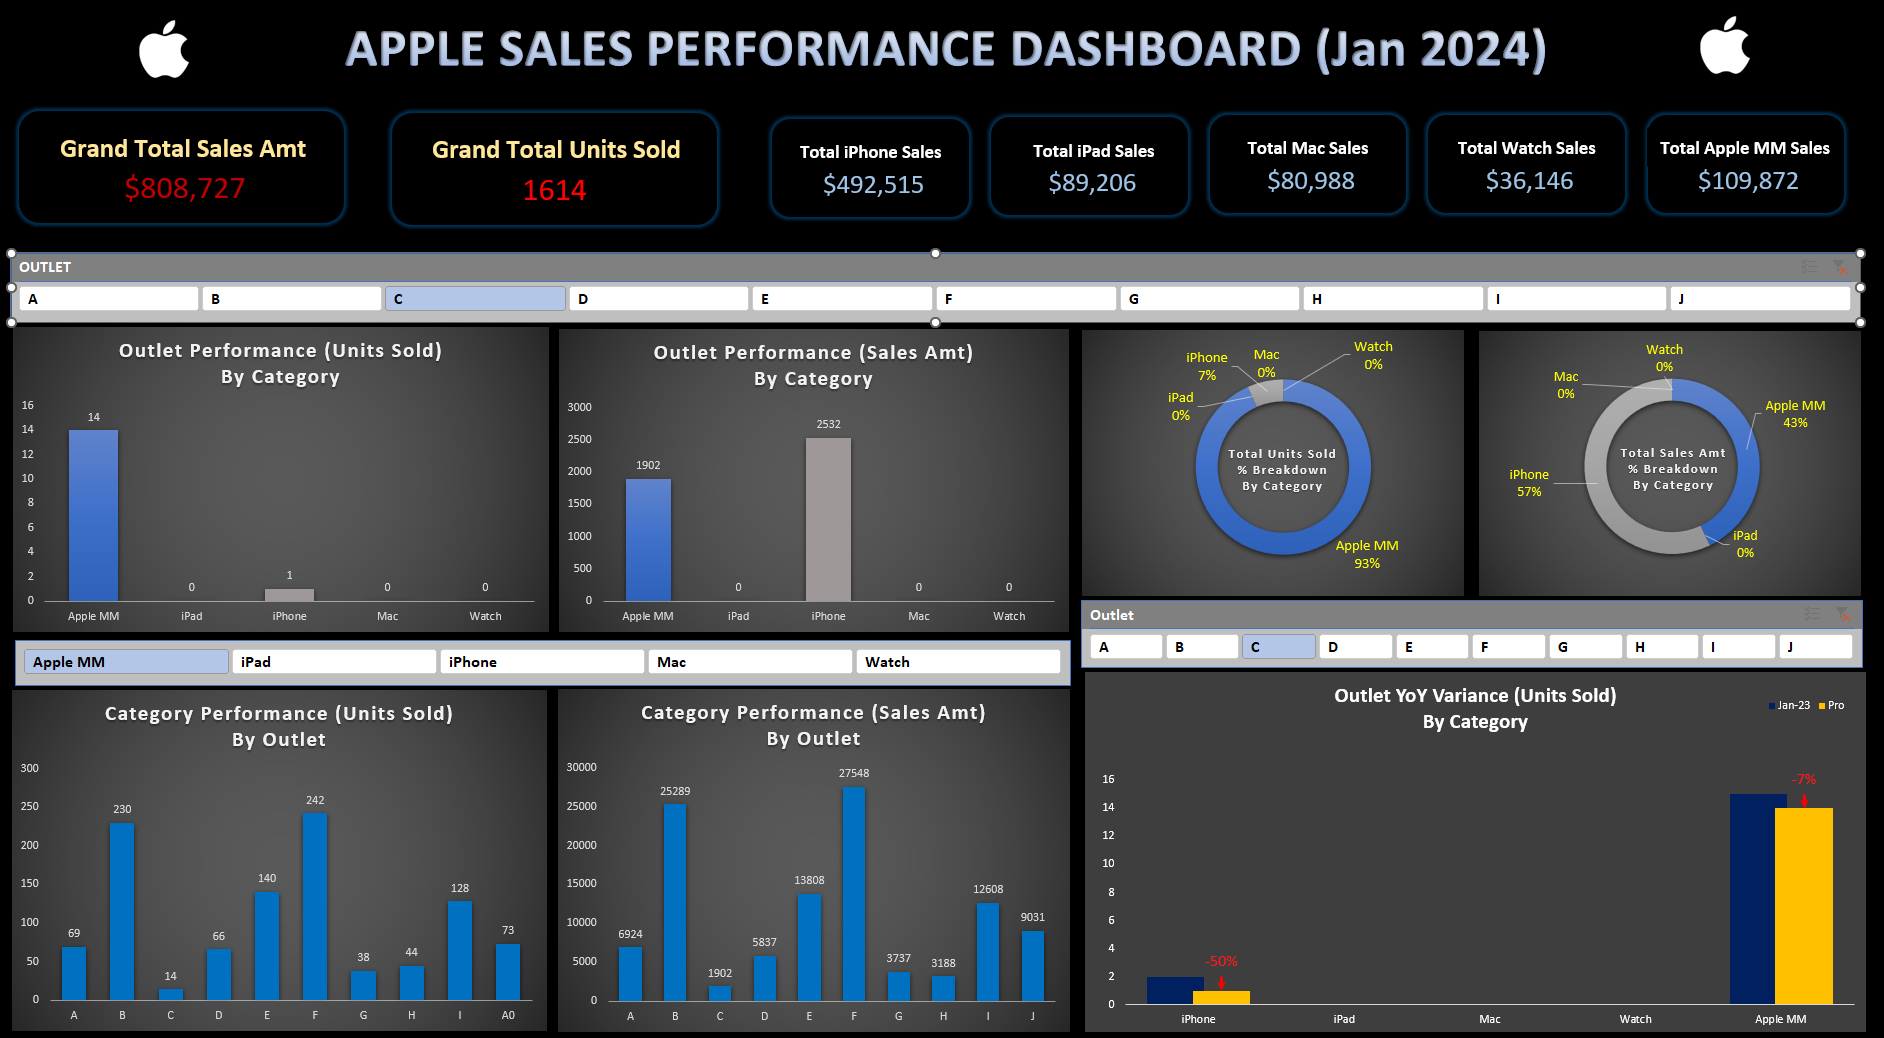 APPLE SALES PERFORMANCE DASHBOARD (Jan 2024)
Grand Total Sales Amt
$808,727
Grand Total Units Sold
1614
Total iPhone Sales
$492,515
Total iPad Sales
$89,206
Total Mac Sales
$80,988
Total Watch Sales
$36,146
Total Apple MM Sales
$109,872
OUTLET
A B C D E F G H I J
Outlet Performance (Units Sold)
By Category
16
14
12
10
8
6
4
2
0
14
0
1
0
0
Apple MM iPad iPhone Mac Watch
Outlet Performance (Sales Amt)
By Category
3000
2500
2000
1500
1000
500
0
1902
0
2532
0
0
Apple MM iPad iPhone Mac Watch
Watch
0%
Mac
0%
iPhone
7%
iPad
0%
Total Units Sold
% Breakdown
By Category
Apple MM
93%
Watch
0%
Mac
0%
Apple MM
43%
iPhone
57%
Total Sales Amt
% Breakdown
By Category
iPad
0%
Apple MM iPad iPhone Mac Watch
Outlet
A B C D E F G H I J
Category Performance (Units Sold)
By Outlet
300
250
200
150
100
50
0
69
230
14
66
140
242
38
44
128
73
A B C D E F G H I A0
Category Performance (Sales Amt)
By Outlet
30000
25000
20000
15000
10000
5000
0
6924
25289
1902
5837
13808
27548
3737
3188
12608
9031
A B C D E F G H I J
Outlet YoY Variance (Units Sold)
By Category
Jan-23 Pro
16
14
12
10
8
6
4
2
0
-50%
-7%
iPhone iPad Mac Watch Apple MM